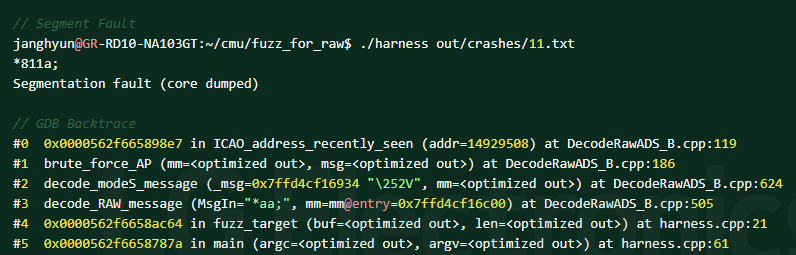 // Segment Fault
janghyun@GR-RD10-NA103GT:~/cmu/fuzz_for_raw$ ./harness out/crashes/11.txt
*811a;
Segmentation fault (core dumped)
// GDB Backtrace
#0 0x0000562f665898e7 in ICAO_address_recently_seen (addr=14929508) at DecodeRawADS_B.cpp:119
#1 brute_force_AP (mm=<optimized out>, msg=<optimized out>) at DecodeRawADS_B.cpp:186
#2 decode_modeS_message (_msg=0x7ffd4cf16934 "\252V", mm=<optimized out>) at DecodeRawADS_B.cpp:624
#3 decode_RAW_message (MsgIn="*aa;", mm=mm@entry=0x7ffd4cf16c00) at DecodeRawADS_B.cpp:505
#4 0x0000562f6658ac64 in fuzz_target (buf=<optimized out>, len=<optimized out>) at harness.cpp:21
#5 0x0000562f6658787a in main (argc=<optimized out>, argv=<optimized out>) at harness.cpp:61